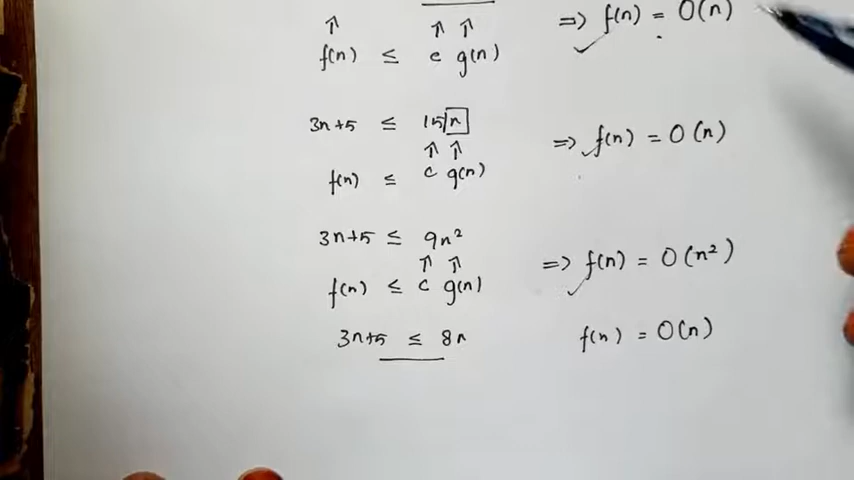 ↑ ↑ ↑ ⇒ f(n) = O(n)
f(n) ≤ c g(n)
3n+5 ≤ 15n ⇒ f(n) = O(n)
↑ ↑
f(n) ≤ c g(n)
3n+5 ≤ 9n²
↑ ↑ ⇒ f(n) = O(n²)
f(n) ≤ c g(n)
3n+5 ≤ 8n f(n) = O(n)